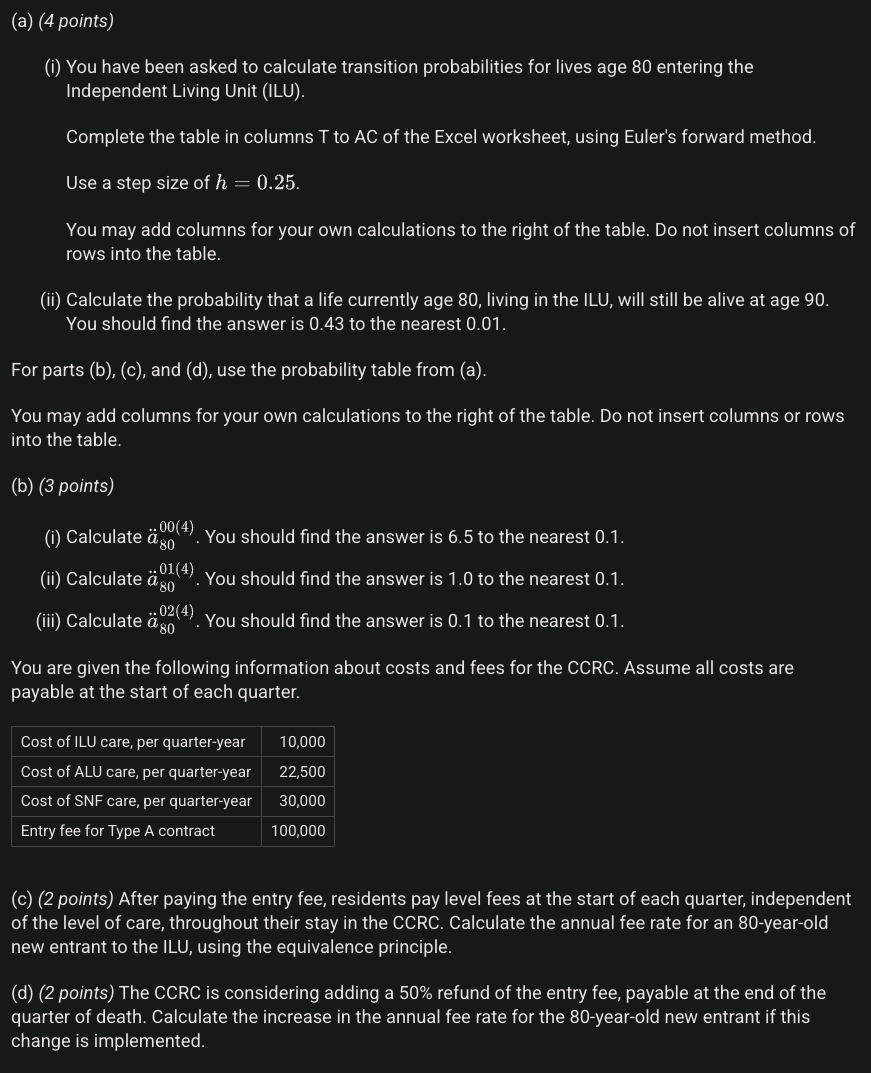 (a) (4 points)
(i) You have been asked to calculate transition probabilities for lives age 80 entering the
Independent Living Unit (ILU).
Complete the table in columns T to AC of the Excel worksheet, using Euler's forward method.
Use a step size of h = 0.25.
You may add columns for your own calculations to the right of the table. Do not insert columns of
rows into the table.
(ii) Calculate the probability that a life currently age 80, living in the ILU, will still be alive at age 90.
You should find the answer is 0.43 to the nearest 0.01.
For parts (b), (c), and (d), use the probability table from (a).
You may add columns for your own calculations to the right of the table. Do not insert columns or rows
into the table.
(b) (3 points)
(i) Calculate ä_{80}^{00(4)}. You should find the answer is 6.5 to the nearest 0.1.
(ii) Calculate ä_{80}^{01(4)}. You should find the answer is 1.0 to the nearest 0.1.
(iii) Calculate ä_{80}^{02(4)}. You should find the answer is 0.1 to the nearest 0.1.
You are given the following information about costs and fees for the CCRC. Assume all costs are
payable at the start of each quarter.
Cost of ILU care, per quarter-year 10,000
Cost of ALU care, per quarter-year 22,500
Cost of SNF care, per quarter-year 30,000
Entry fee for Type A contract 100,000
(c) (2 points) After paying the entry fee, residents pay level fees at the start of each quarter, independent
of the level of care, throughout their stay in the CCRC. Calculate the annual fee rate for an 80-year-old
new entrant to the ILU, using the equivalence principle.
(d) (2 points) The CCRC is considering adding a 50% refund of the entry fee, payable at the end of the
quarter of death. Calculate the increase in the annual fee rate for the 80-year-old new entrant if this
change is implemented.